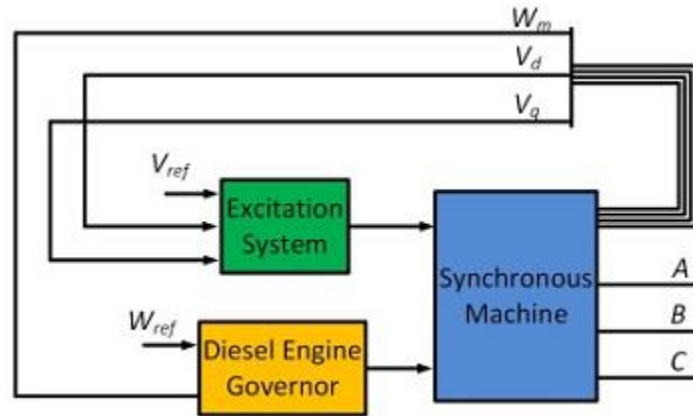 W_m
V_d
V_q
V_ref
Excitation
System
Synchronous
Machine
A
B
C
W_ref
Diesel Engine
Governor